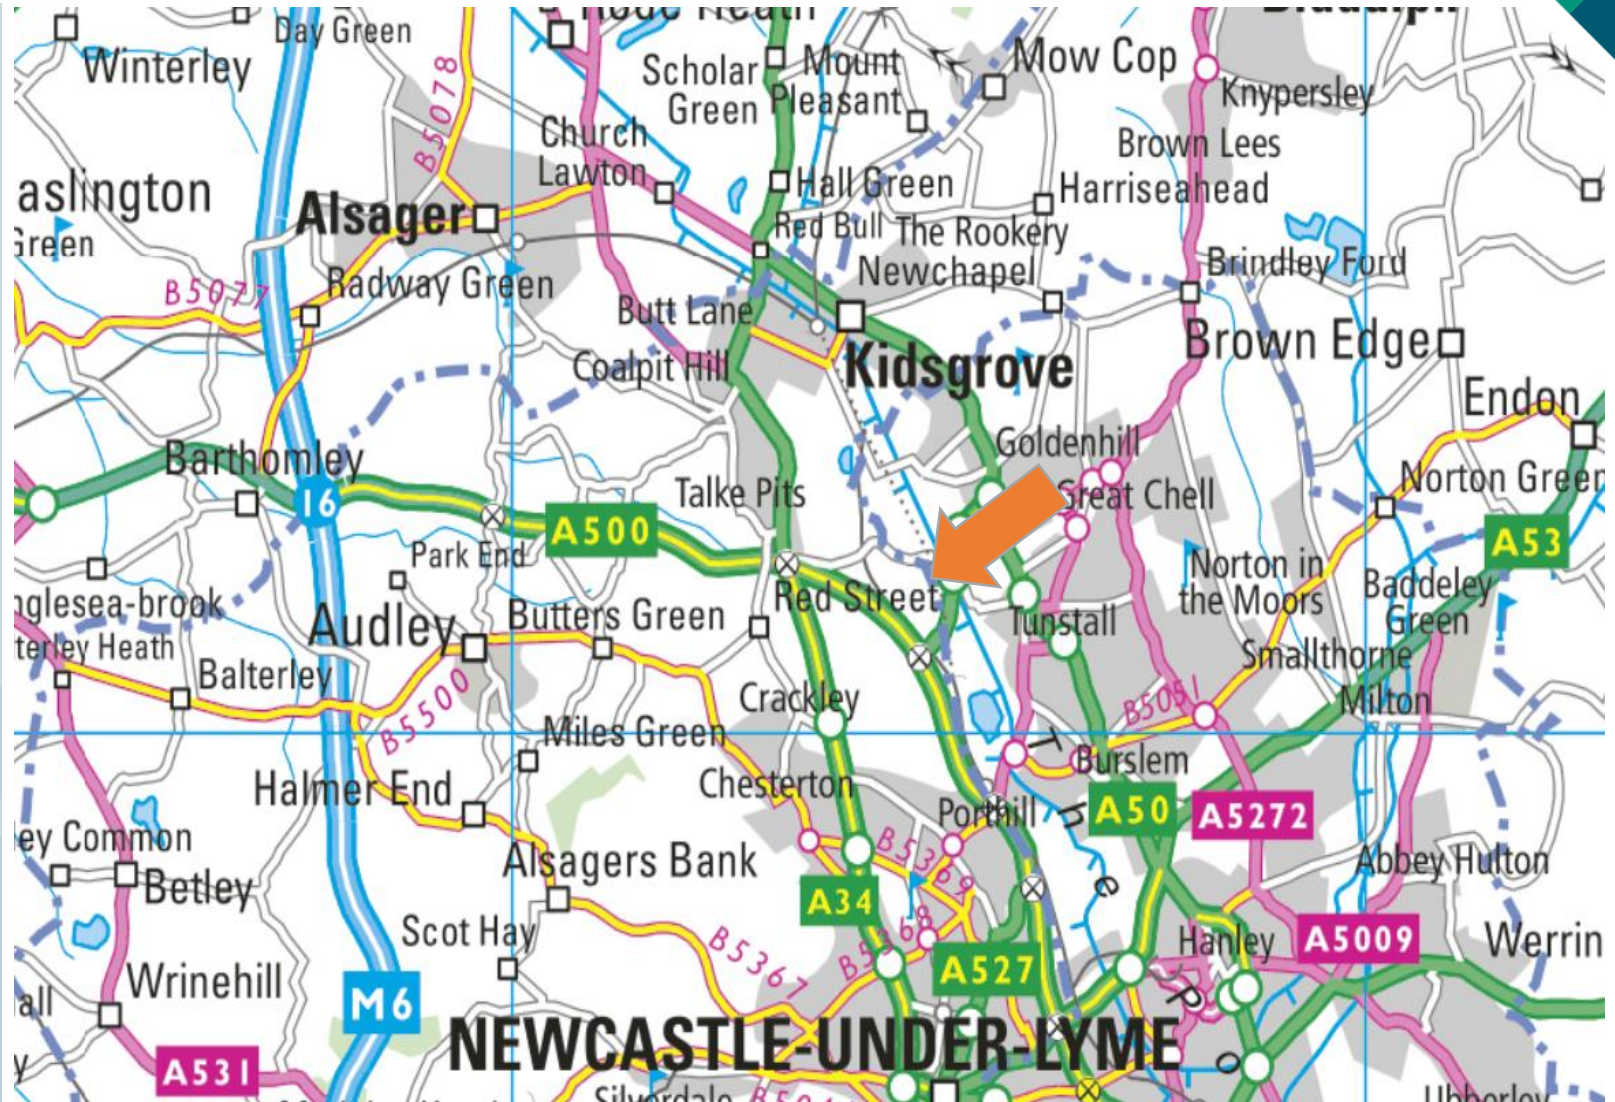 Day Green
Winterley
B5078
Scholar
Green
Mount
Pleasant
Mow Cop
Knypersley
Church
Lawton
Brown Lees
aslington
Green
Alsager
Hall Green
Harriseahead
Red Bull
The Rookery
Newchapel
Brindley Ford
B5077
Radway Green
Butt Lane
Coalpit Hill
Kidsgrove
Brown Edge
Endon
Barthomley
16
Goldenhill
Talke Pits
Great Chell
Norton Green
A500
A53
Park End
Norton in
the Moors
Baddeley
Green
nglesea-brook
terley Heath
Audley
Butters Green
Red Street
Tunstall
Smallthorne
Balterley
B5500
Crackley
B5051
Milton
Miles Green
Chesterton
Burslem
Halmer End
Porthill
The
A50
A5272
ey Common
Betley
Alsagers Bank
B5369
Abbey Hulton
A34
Scot Hay
B5367
B5368
A527
Hanley
A5009
Werrin
Wrinehill
all
M6
P
o
NEWCASTLE-UNDER-LYME
y
A531
Silverdale
Ubberley